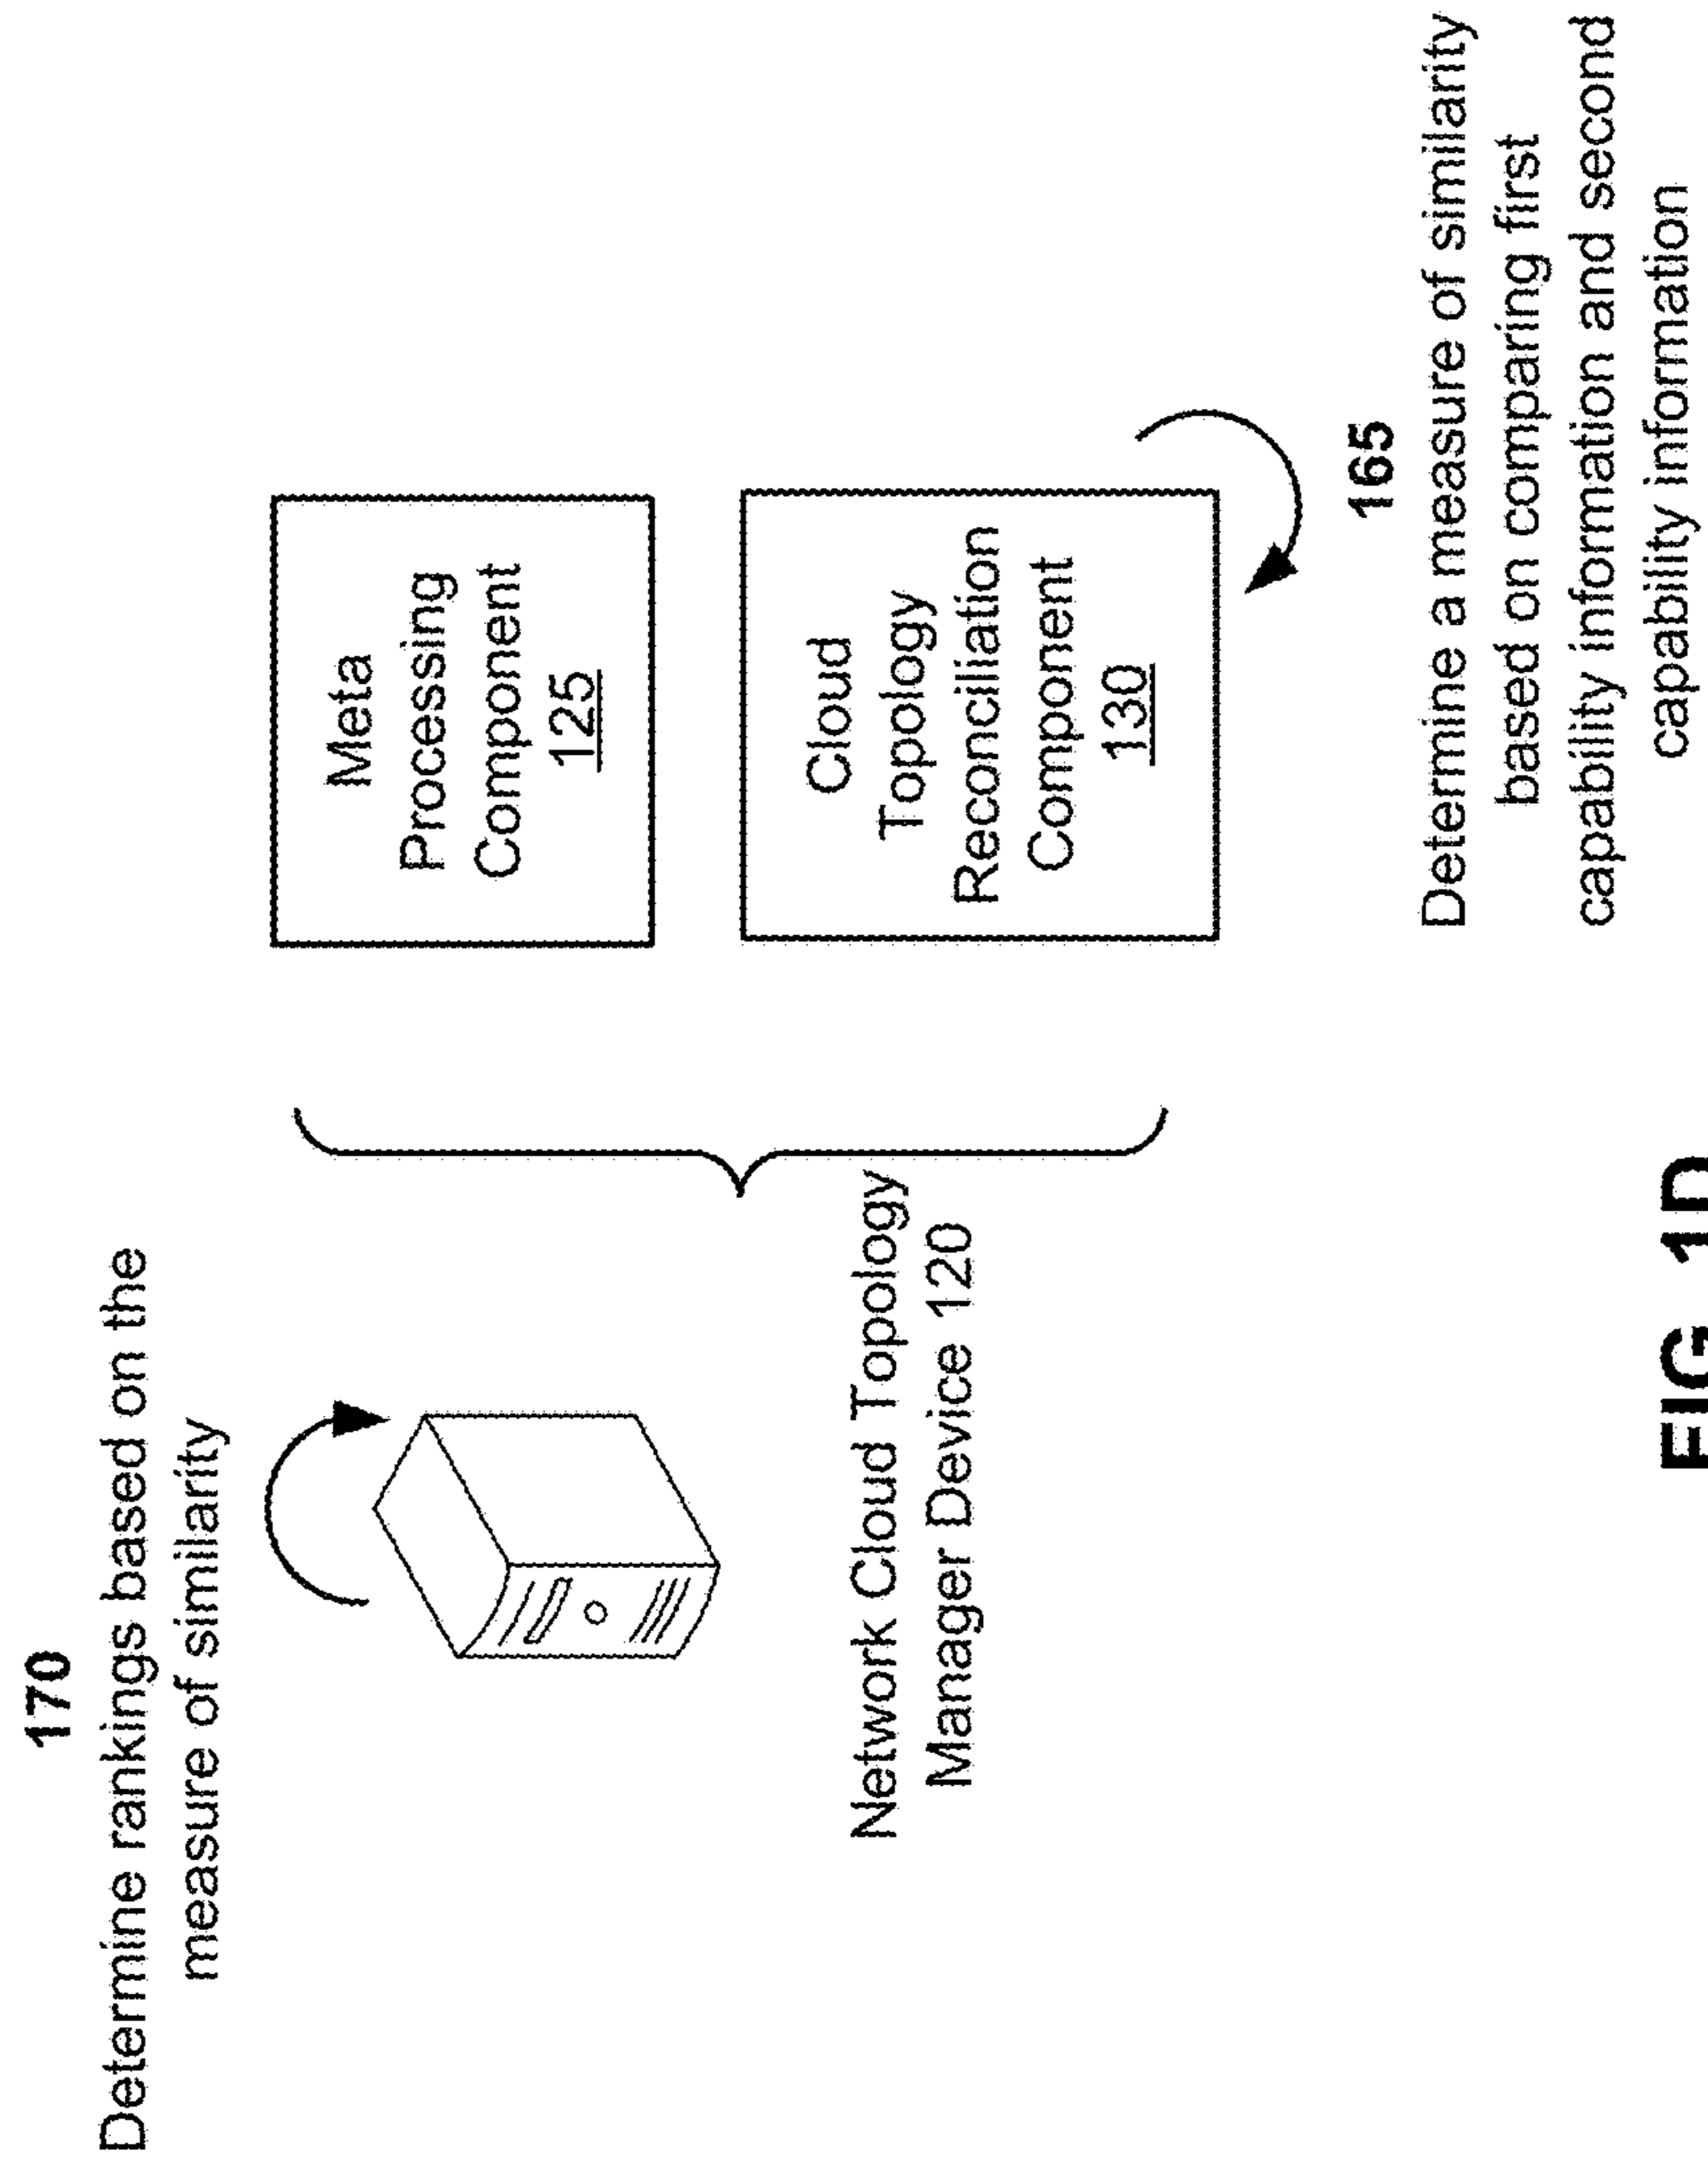 170
Determine rankings based on the
measure of similarity
Network Cloud Topology
Manager Device 120
Meta
Processing
Component
125
Cloud
Topology
Reconciliation
Component
130
165
Determine a measure of similarity
based on comparing first
capability information and second
capability information
FIG. 1D